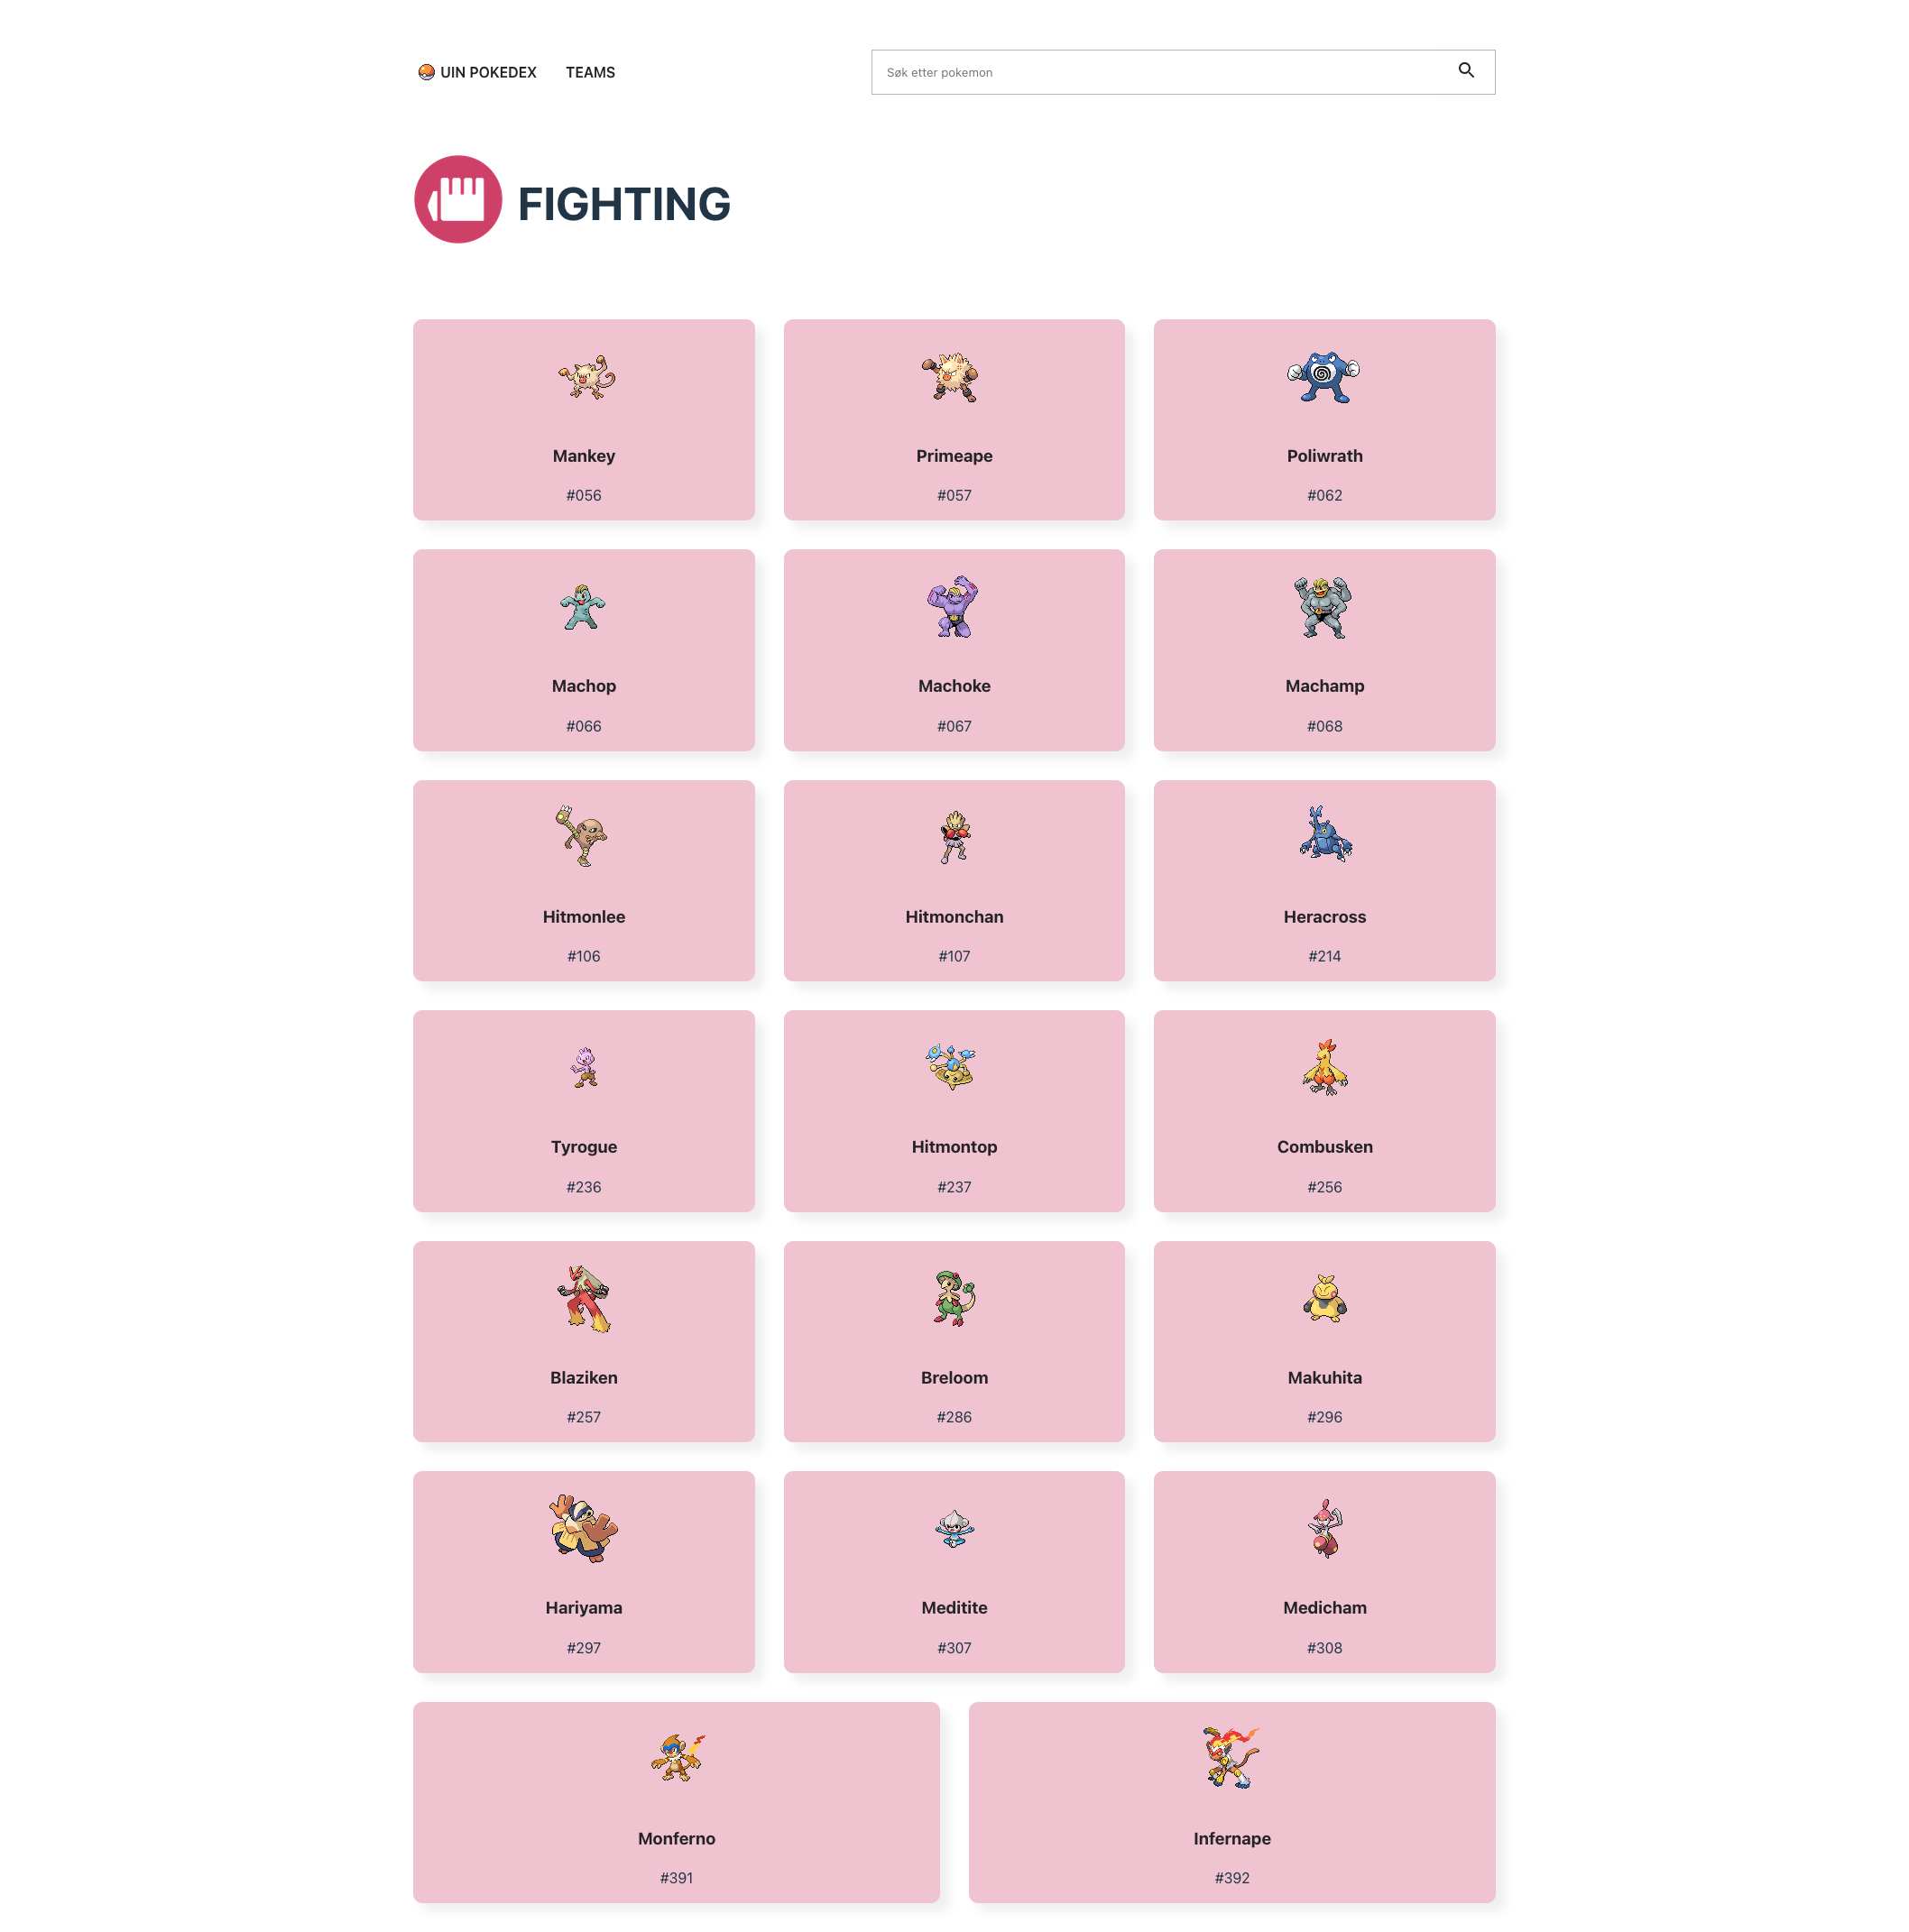 UIN POKEDEX TEAMS Søk etter pokemon
FIGHTING
Mankey Primeape Poliwrath
#056 #057 #062
Machop Machoke Machamp
#066 #067 #068
Hitmonlee Hitmonchan Heracross
#106 #107 #214
Tyrogue Hitmontop Combusken
#236 #237 #256
Blaziken Breloom Makuhita
#257 #286 #296
Hariyama Meditite Medicham
#297 #307 #308
Monferno Infernape
#391 #392